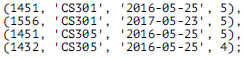 (1451, 'CS301', '2016-05-25', 5),
(1556, 'CS301', '2017-05-23', 5),
(1451, 'CS305', '2016-05-25', 5),
(1432, 'CS305', '2016-05-25', 4);